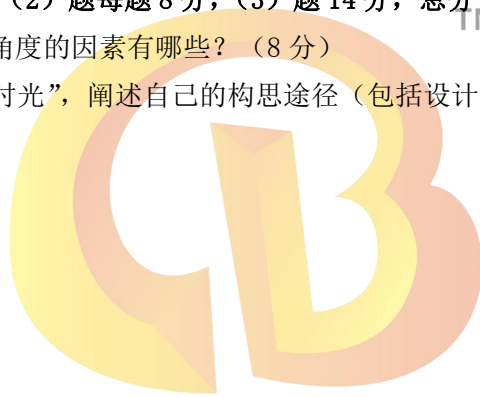 （2）题每题 8 分，（3）题 14 分，总分
角度的因素有哪些？（8 分）
时光”，阐述自己的构思途径（包括设计